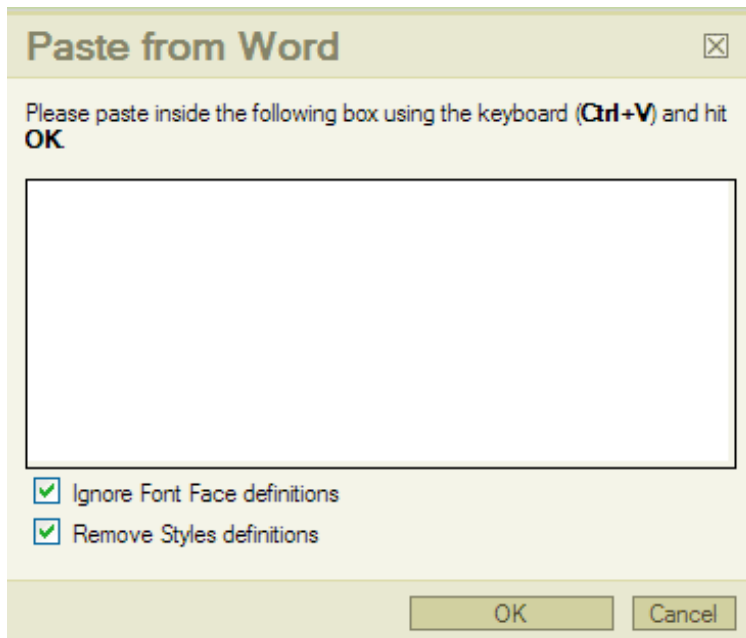 Paste from Word
Please paste inside the following box using the keyboard (Ctrl+V) and hit
OK.
Ignore Font Face definitions
Remove Styles definitions
OK
Cancel